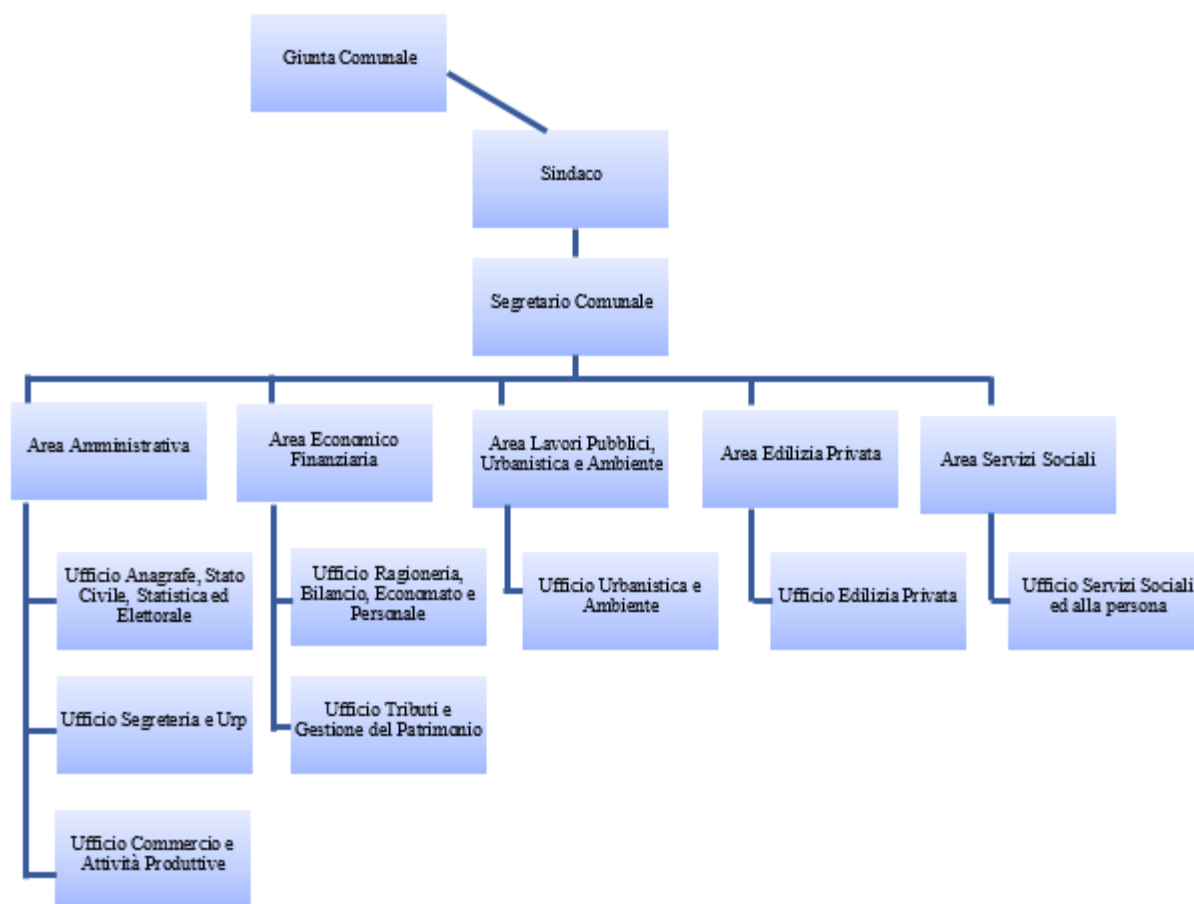 Giunta Comunale
Sindaco
Segretario Comunale
Area Amministrativa
Area Economico
Finanziaria
Area Lavori Pubblici,
Urbanistica e Ambiente
Area Edilizia Privata
Area Servizi Sociali
Ufficio Anagrafe, Stato
Civile, Statistica ed
Elettorale
Ufficio Ragioneria,
Bilancio, Economato e
Personale
Ufficio Urbanistica e
Ambiente
Ufficio Edilizia Privata
Ufficio Servizi Sociali
ed alla persona
Ufficio Segreteria e Urp
Ufficio Tributi e
Gestione del Patrimonio
Ufficio Commercio e
Attività Produttive